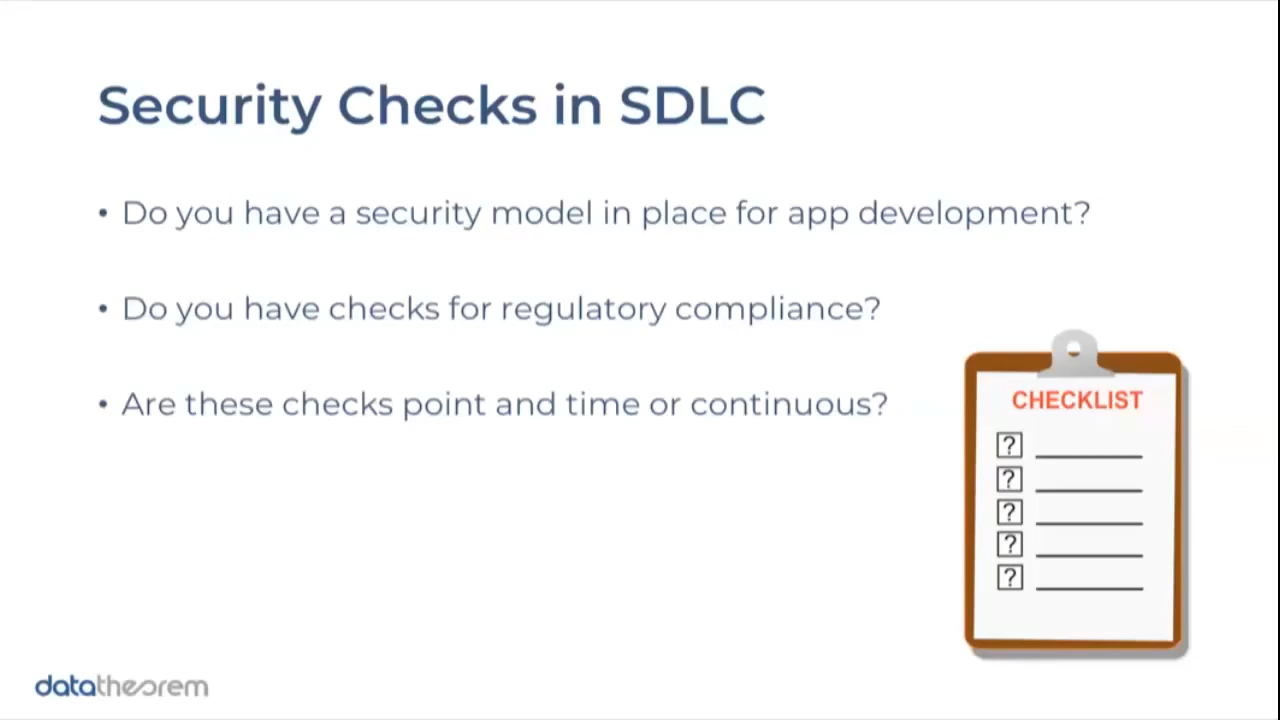 Security Checks in SDLC
• Do you have a security model in place for app development?
• Do you have checks for regulatory compliance?
• Are these checks point and time or continuous?
CHECKLIST
?
?
?
?
?
datatheorem